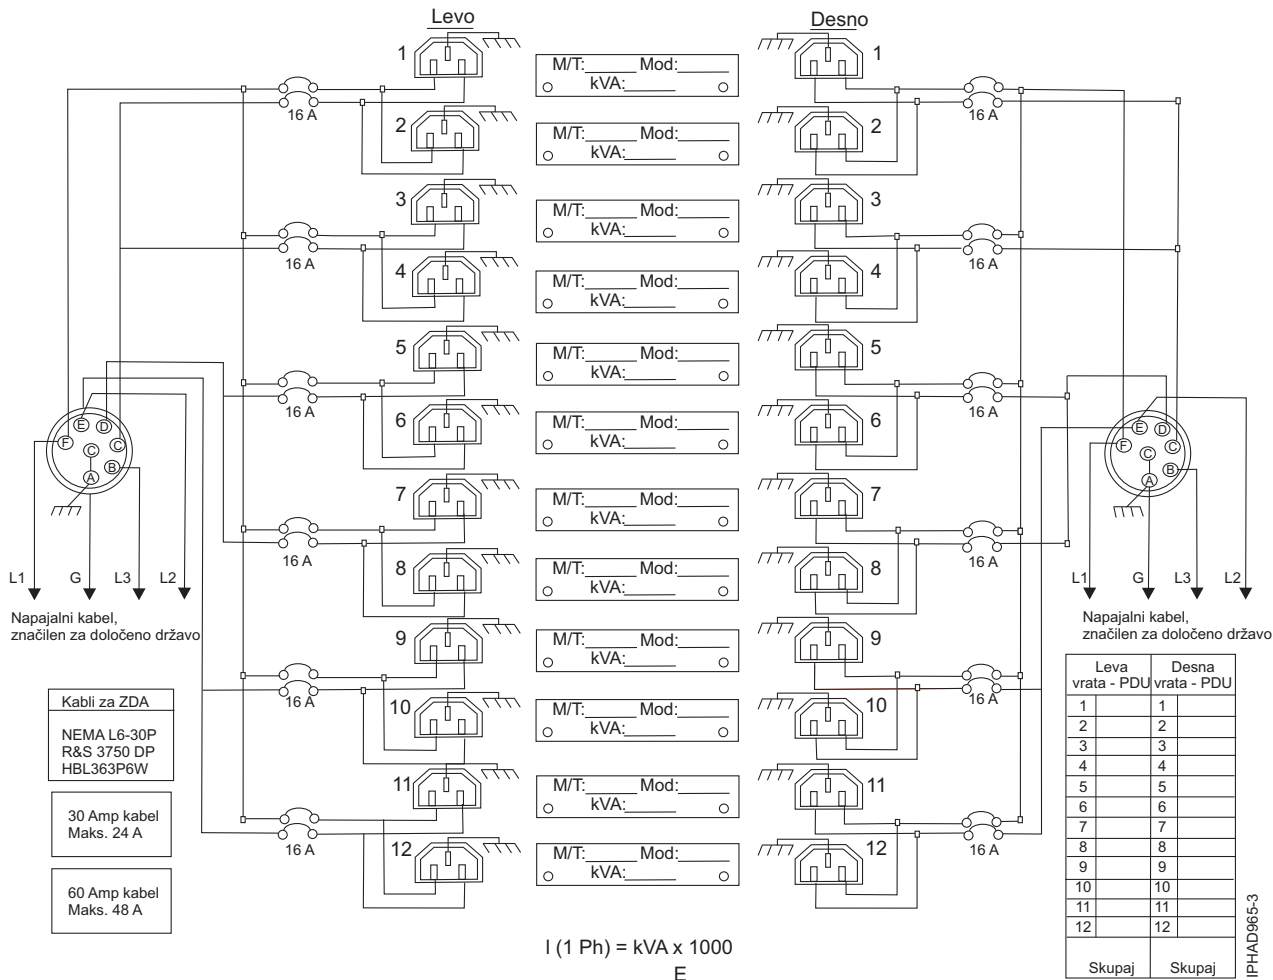 Levo
Desno
1
M/T:_____ Mod:_____
kVA:_____
1
16 A
16 A
2
M/T:_____ Mod:_____
kVA:_____
2
3
M/T:_____ Mod:_____
kVA:_____
3
16 A
16 A
4
M/T:_____ Mod:_____
kVA:_____
4
5
M/T:_____ Mod:_____
kVA:_____
5
16 A
16 A
6
M/T:_____ Mod:_____
kVA:_____
6
7
M/T:_____ Mod:_____
kVA:_____
7
16 A
16 A
8
M/T:_____ Mod:_____
kVA:_____
8
9
M/T:_____ Mod:_____
kVA:_____
9
16 A
16 A
10
M/T:_____ Mod:_____
kVA:_____
10
11
M/T:_____ Mod:_____
kVA:_____
11
16 A
16 A
12
M/T:_____ Mod:_____
kVA:_____
12
E D
F C C
B
A
L1 G L3 L2
Napajalni kabel,
značilen za določeno državo
E D
F C C
B
A
L1 G L3 L2
Napajalni kabel,
značilen za določeno državo
Kabli za ZDA
NEMA L6-30P
R&S 3750 DP
HBL363P6W
30 Amp kabel
Maks. 24 A
60 Amp kabel
Maks. 48 A
Leva Desna
vrata - PDU vrata - PDU
1 1
2 2
3 3
4 4
5 5
6 6
7 7
8 8
9 9
10 10
11 11
12 12
Skupaj Skupaj
IPHAD965-3
I (1 Ph) = kVA x 1000
E